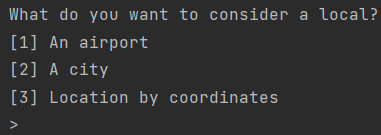 What do you want to consider a local?
[1] An airport
[2] A city
[3] Location by coordinates
>